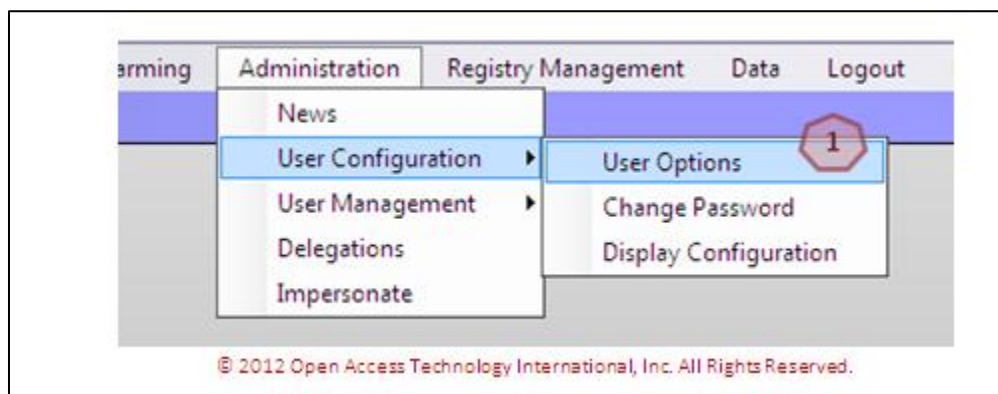 arming Administration Registry Management Data Logout
News
User Configuration User Options 1
User Management Change Password
Delegations Display Configuration
Impersonate
© 2012 Open Access Technology International, Inc. All Rights Reserved.